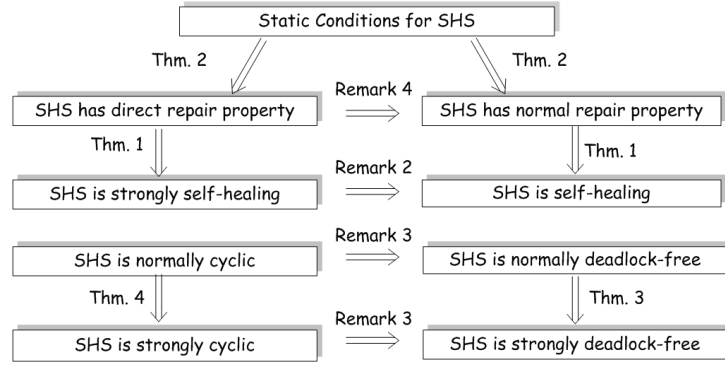 Static Conditions for SHS
Thm. 2
Thm. 2
SHS has direct repair property
Remark 4
SHS has normal repair property
Thm. 1
Thm. 1
SHS is strongly self-healing
Remark 2
SHS is self-healing
SHS is normally cyclic
Remark 3
SHS is normally deadlock-free
Thm. 4
Thm. 3
SHS is strongly cyclic
Remark 3
SHS is strongly deadlock-free